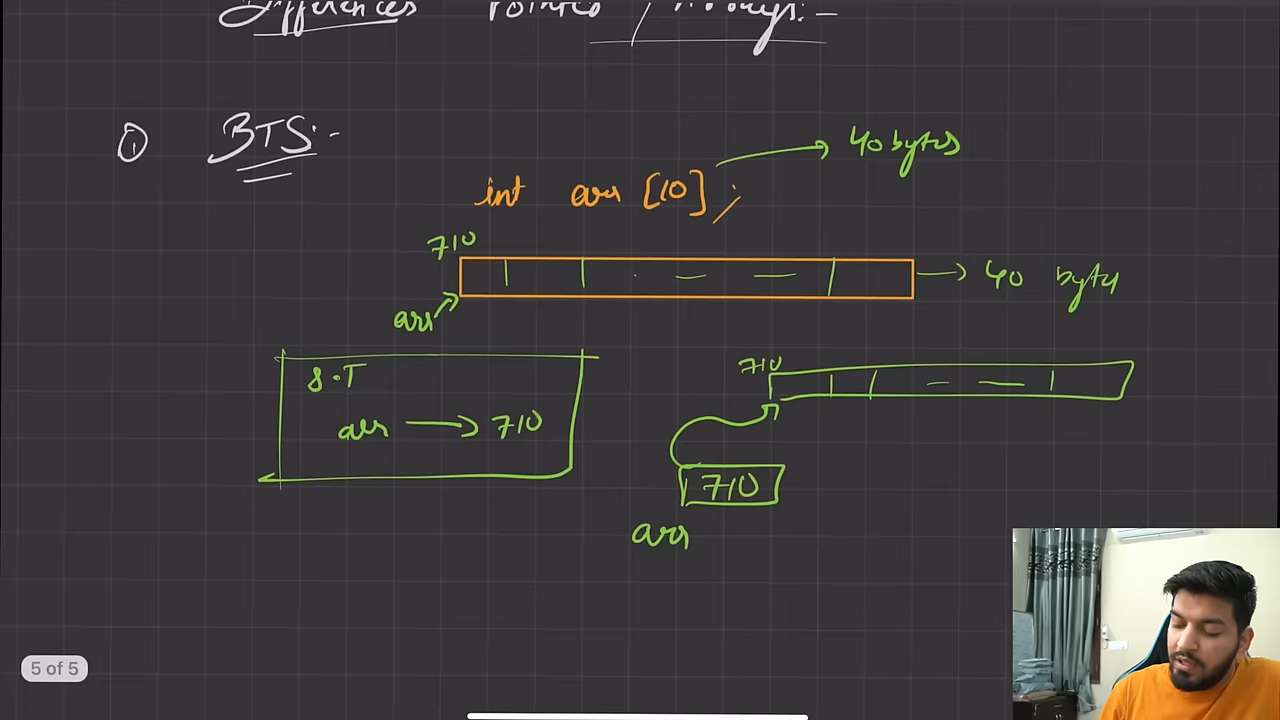 Differences Pointer / Arrays:-
① BTS:-
40 bytes
int arr [10] ;
710
40 byte
arr
S.T
arr → 710
710
710
arr
5 of 5